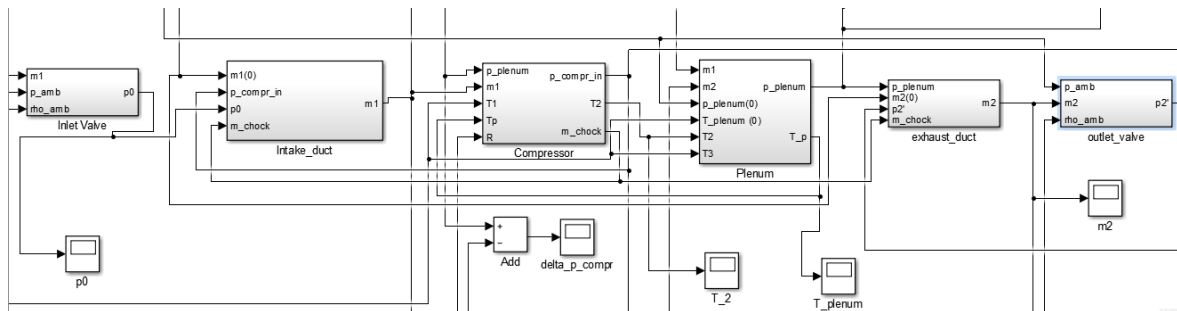 m1
p_amb
rho_amb
p0
Inlet Valve
m1(0)
p_compr_in
p0
m_chock
m1
Intake_duct
p_plenum
m1
T1
Tp
R
p_compr_in
T2
m_chock
Compressor
m1
m2
p_plenum(0)
T_plenum (0)
T2
T3
p_plenum
T_p
Plenum
p_plenum
m2(0)
p2'
m_chock
m2
exhaust_duct
p_amb
m2
rho_amb
p2'
outlet_valve
p0
+
−
Add
delta_p_compr
T_2
T_plenum
m2